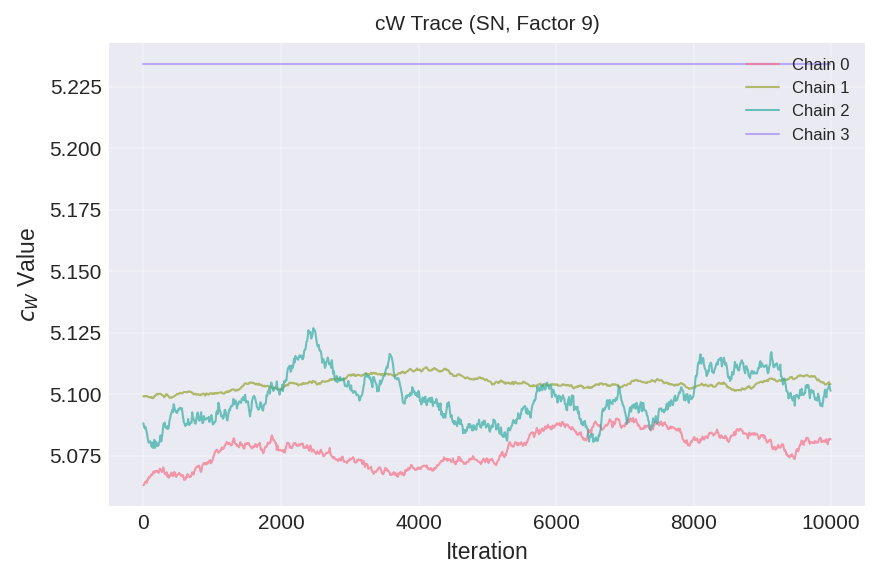 cW Trace (SN, Factor 9)
Chain 0
Chain 1
Chain 2
Chain 3
5.225
5.200
5.175
5.150
5.125
5.100
5.075
c_W Value
0 2000 4000 6000 8000 10000
Iteration